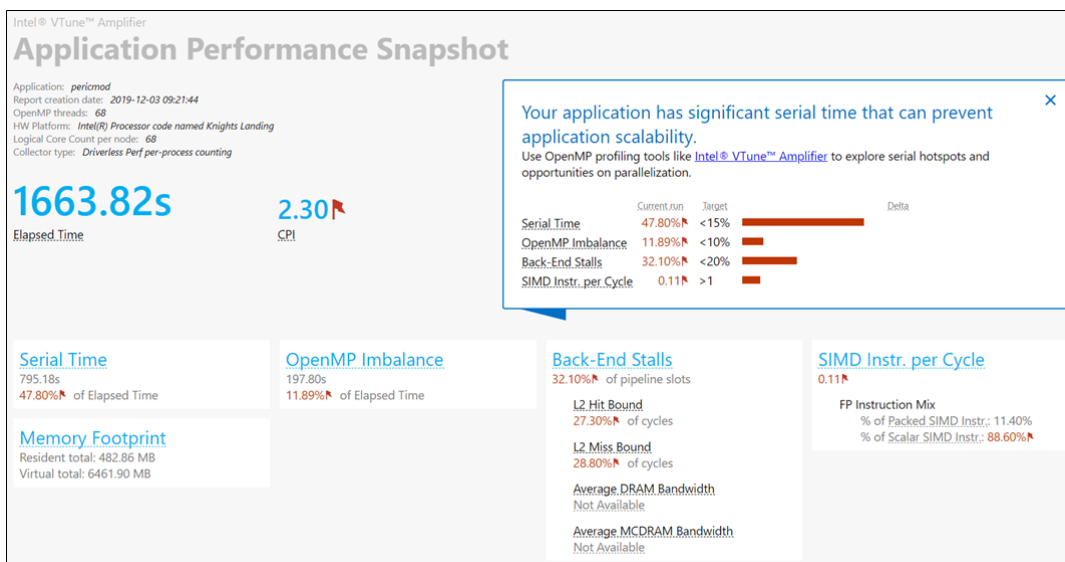 Intel® VTune™ Amplifier
Application Performance Snapshot
Application: pericmod
Report creation date: 2019-12-03 09:21:44
OpenMP threads: 68
HW Platform: Intel(R) Processor code named Knights Landing
Logical Core Count per node: 68
Collector type: Driverless Perf per-process counting
1663.82s
Elapsed Time
2.30
CPI
Your application has significant serial time that can prevent
application scalability.
Use OpenMP profiling tools like Intel® VTune™ Amplifier to explore serial hotspots and
opportunities on parallelization.
Current run Target Delta
Serial Time 47.80% <15%
OpenMP Imbalance 11.89% <10%
Back-End Stalls 32.10% <20%
SIMD Instr. per Cycle 0.11 >1
Serial Time
795.18s
47.80% of Elapsed Time
OpenMP Imbalance
197.80s
11.89% of Elapsed Time
Back-End Stalls
32.10% of pipeline slots
L2 Hit Bound
27.30% of cycles
L2 Miss Bound
28.80% of cycles
Average DRAM Bandwidth
Not Available
Average MCDRAM Bandwidth
Not Available
SIMD Instr. per Cycle
0.11
FP Instruction Mix
% of Packed SIMD Instr.: 11.40%
% of Scalar SIMD Instr.: 88.60%
Memory Footprint
Resident total: 482.86 MB
Virtual total: 6461.90 MB